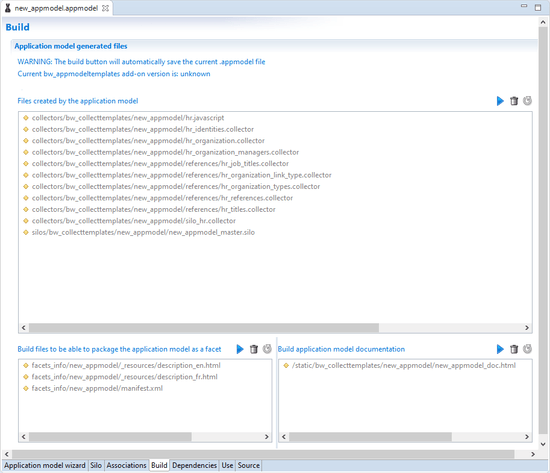 new_appmodel.appmodel
Build
Application model generated files
WARNING: The build button will automatically save the current .appmodel file
Current bw_appmodeltemplates add-on version is: unknown
Files created by the application model
collectors/bw_collecttemplates/new_appmodel/hr.javascript
collectors/bw_collecttemplates/new_appmodel/hr_identities.collector
collectors/bw_collecttemplates/new_appmodel/hr_organization.collector
collectors/bw_collecttemplates/new_appmodel/hr_organization_managers.collector
collectors/bw_collecttemplates/new_appmodel/references/hr_job_titles.collector
collectors/bw_collecttemplates/new_appmodel/references/hr_organization_link_type.collector
collectors/bw_collecttemplates/new_appmodel/references/hr_organization_types.collector
collectors/bw_collecttemplates/new_appmodel/references/hr_references.collector
collectors/bw_collecttemplates/new_appmodel/references/hr_titles.collector
collectors/bw_collecttemplates/new_appmodel/silo_hr.collector
silos/bw_collecttemplates/new_appmodel/new_appmodel_master.silo
Build files to be able to package the application model as a facet
facets_info/new_appmodel/_resources/description_en.html
facets_info/new_appmodel/_resources/description_fr.html
facets_info/new_appmodel/manifest.xml
Build application model documentation
/static/bw_collecttemplates/new_appmodel/new_appmodel_doc.html
Application model wizard Silo Associations Build Dependencies Use Source